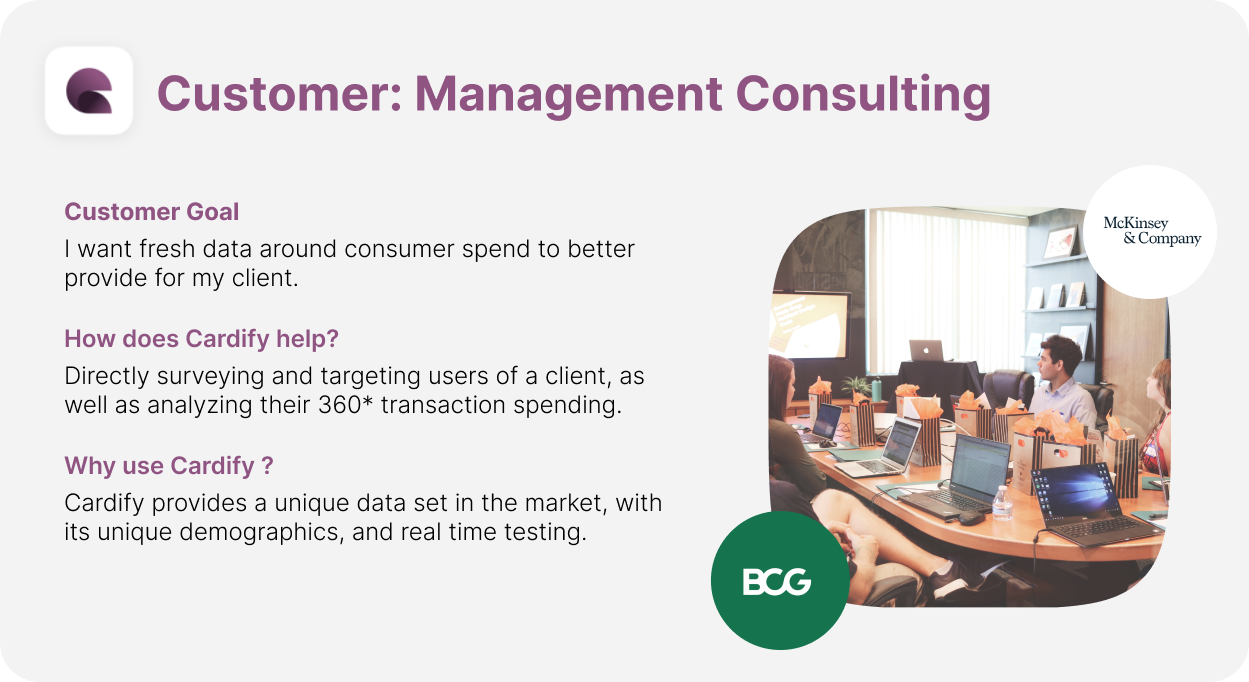 Customer: Management Consulting
Customer Goal
I want fresh data around consumer spend to better
provide for my client.
How does Cardify help?
Directly surveying and targeting users of a client, as
well as analyzing their 360* transaction spending.
Why use Cardify ?
Cardify provides a unique data set in the market, with
its unique demographics, and real time testing.
McKinsey
& Company
BCG